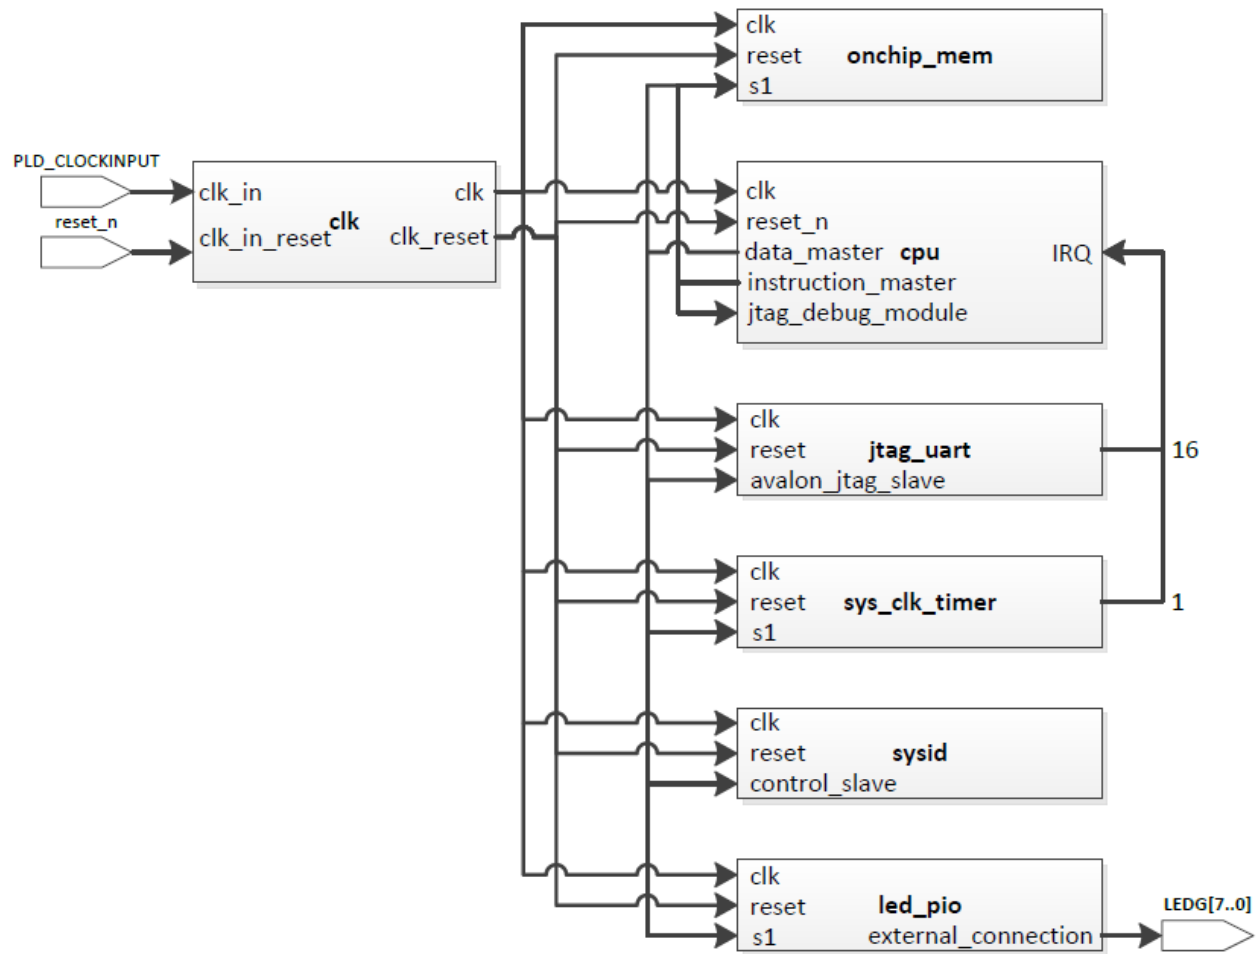 clk
reset onchip_mem
s1
PLD_CLOCKINPUT
reset_n
clk_in clk
clk
clk_in_reset clk_reset
clk
reset_n
data_master cpu IRQ
instruction_master
jtag_debug_module
clk
reset jtag_uart 16
avalon_jtag_slave
clk
reset sys_clk_timer 1
s1
clk
reset sysid
control_slave
clk
reset led_pio LEDG[7..0]
s1 external_connection